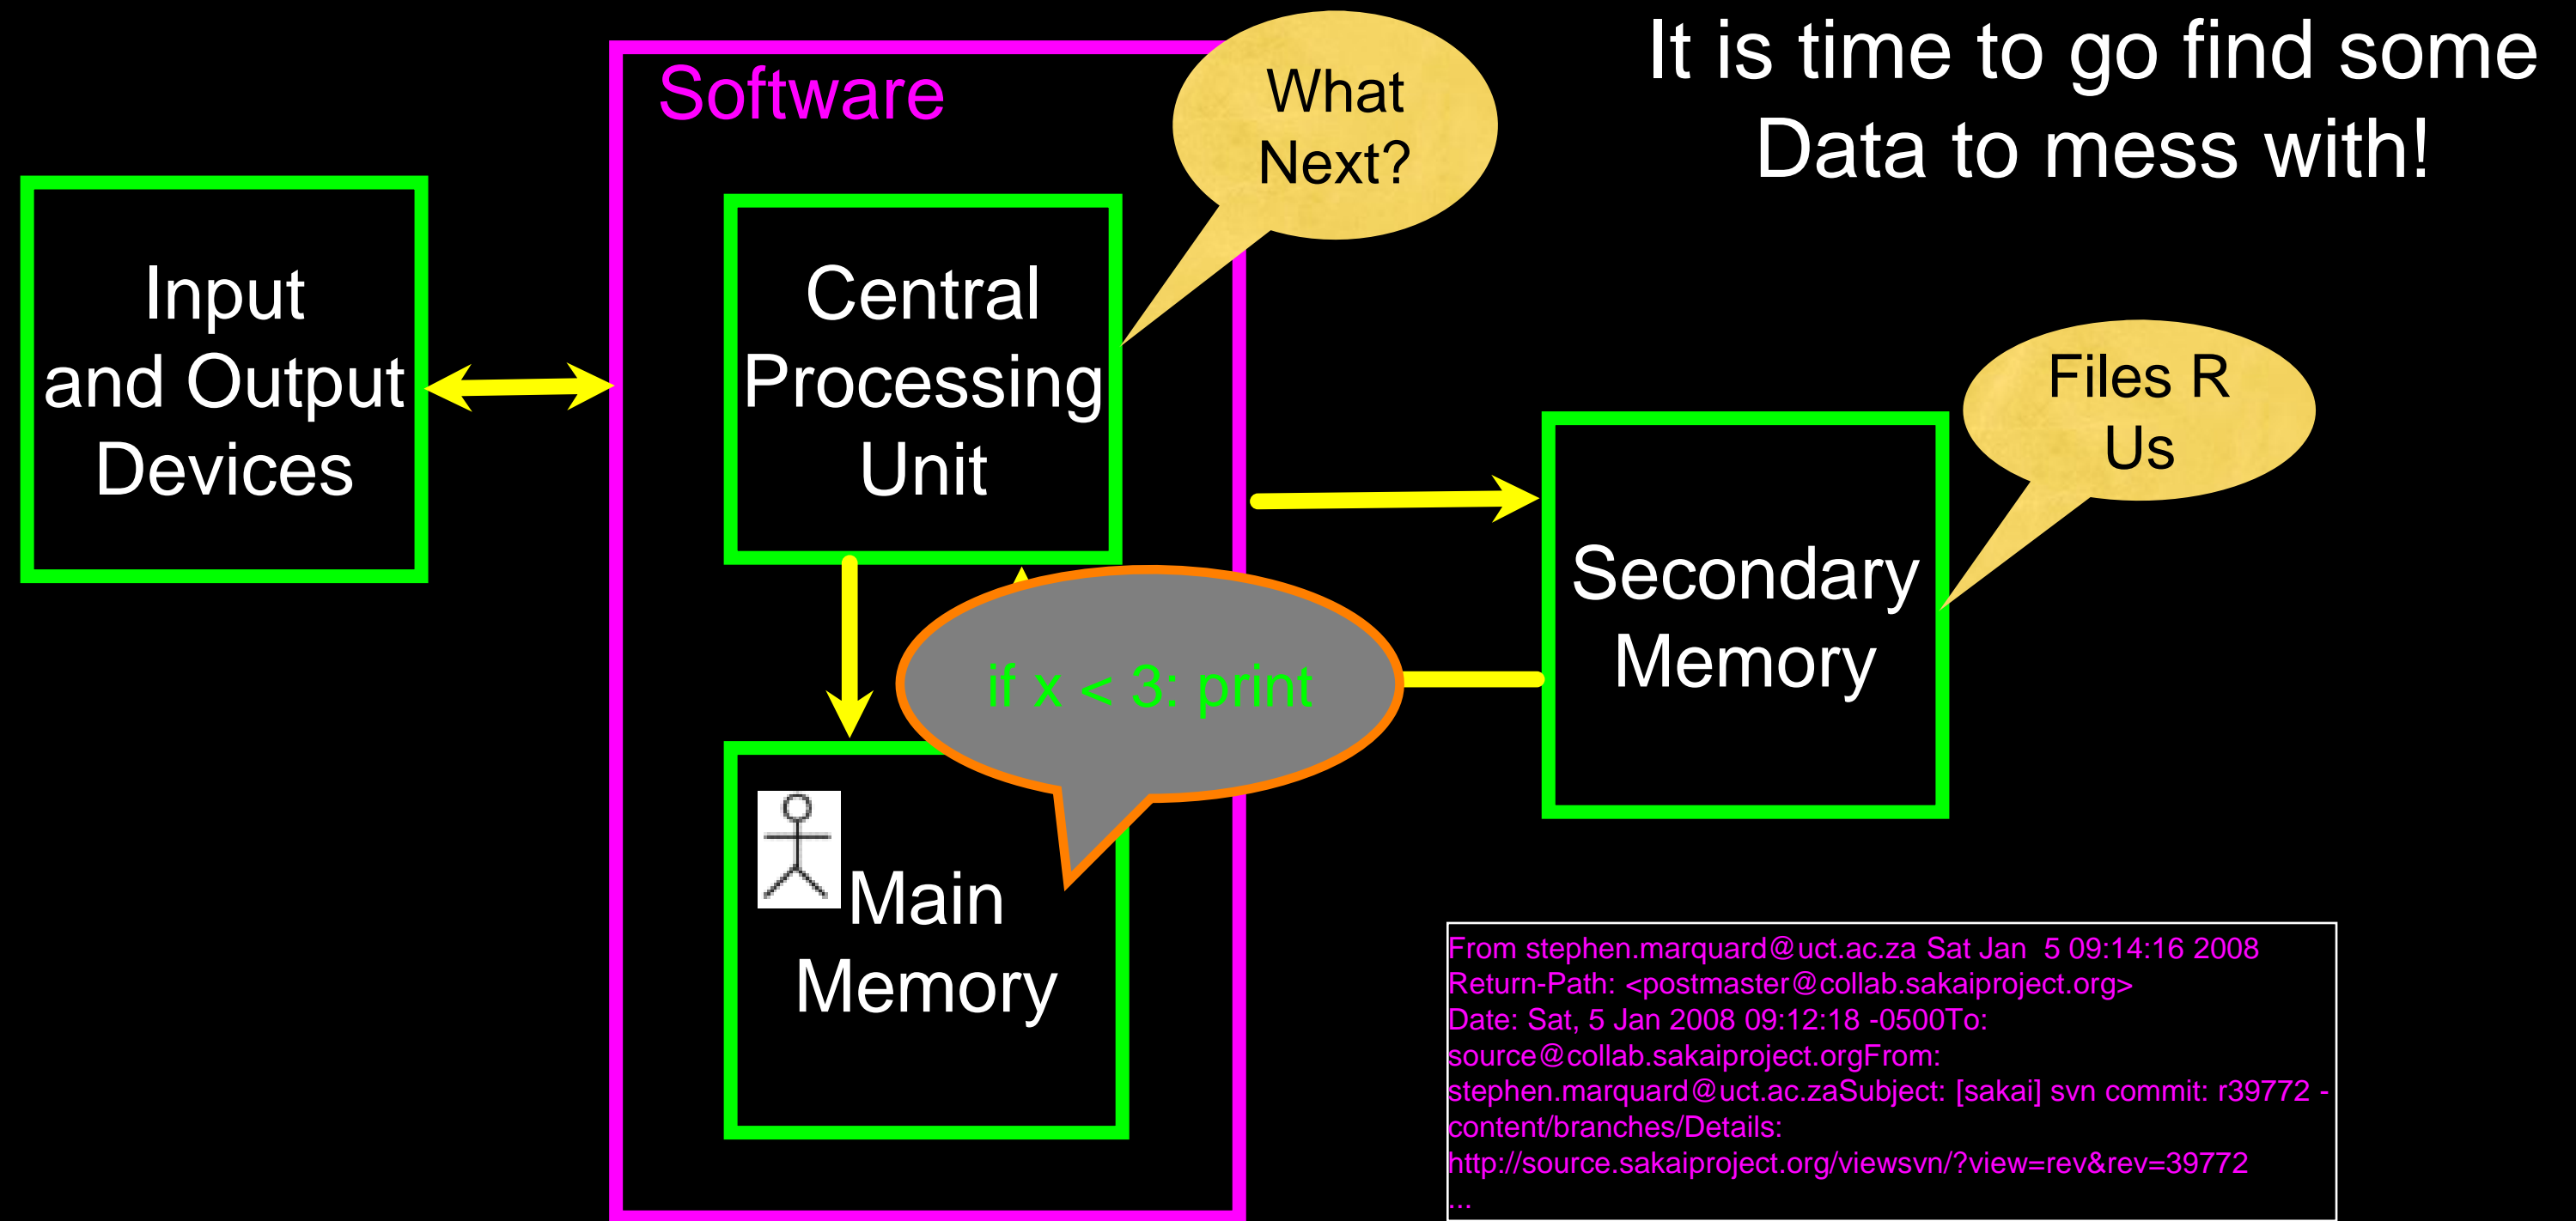 It is time to go find some
Data to mess with!
Software
What
Next?
Input
and Output
Devices
Central
Processing
Unit
Files R
Us
Secondary
Memory
if x < 3: print
Main
Memory
From stephen.marquard@uct.ac.za Sat Jan  5 09:14:16 2008
Return-Path: <postmaster@collab.sakaiproject.org>
Date: Sat, 5 Jan 2008 09:12:18 -0500To:
source@collab.sakaiproject.orgFrom:
stephen.marquard@uct.ac.zaSubject: [sakai] svn commit: r39772 -
content/branches/Details:
http://source.sakaiproject.org/viewsvn/?view=rev&rev=39772
...